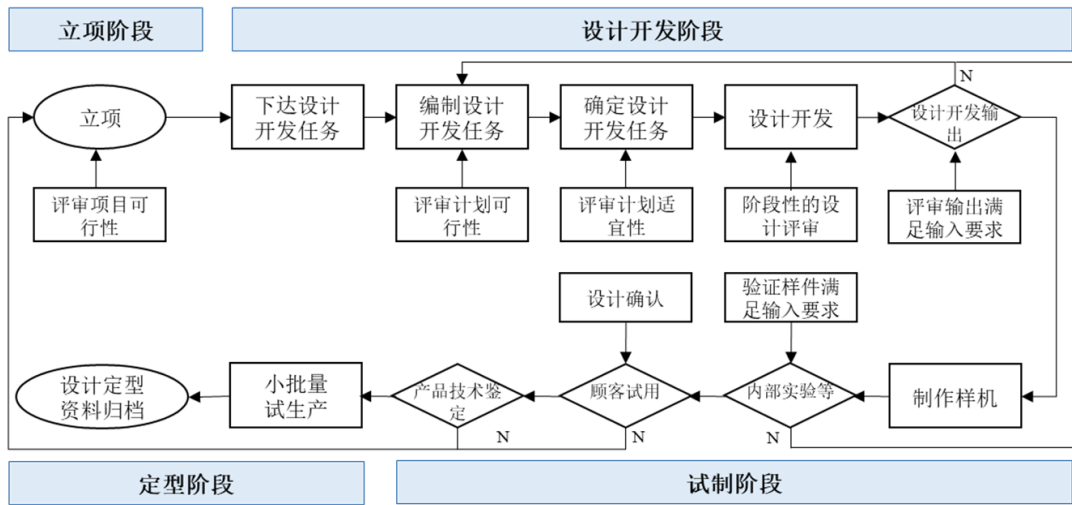 立项阶段
设计开发阶段
N
立项
下达设计
开发任务
编制设计
开发任务
确定设计
开发任务
设计开发
设计开发输
出
评审项目可
行性
评审计划可
行性
评审计划适
宜性
阶段性的设
计评审
评审输出满
足输入要求
设计确认
验证样件满
足输入要求
设计定型
资料归档
小批量
试生产
产品技术鉴
定
顾客试用
内部实验等
制作样机
N
N
N
定型阶段
试制阶段